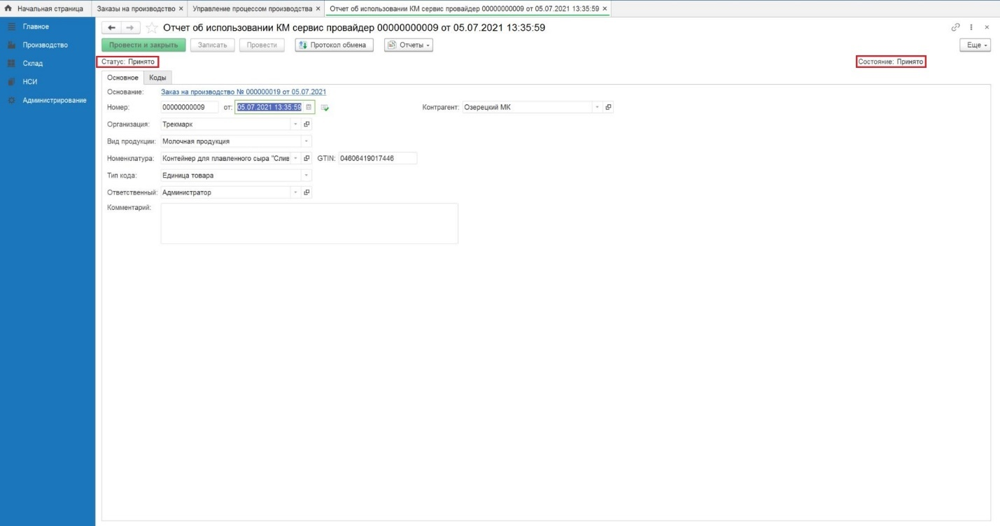 Начальная страница Заказы на производство × Управление процессом производства × Отчет об использовании КМ сервис провайдер 00000000009 от 05.07.2021 13:35:59 ×
Главное
Производство
Склад
НСИ
Администрирование
Отчет об использовании КМ сервис провайдер 00000000009 от 05.07.2021 13:35:59
Провести и закрыть Записать Провести Протокол обмена Отчеты Еще
Статус: Принято Состояние: Принято
Основное Коды
Основание: Заказ на производство № 000000019 от 05.07.2021
Номер: 00000000009 от: 05.07.2021 13:35:59 Контрагент: Озерецкий МК
Организация: Трекмарк
Вид продукции: Молочная продукция
Номенклатура: Контейнер для плавленного сыра "Слив GTIN: 04606419017446
Тип кода: Единица товара
Ответственный: Администратор
Комментарий: